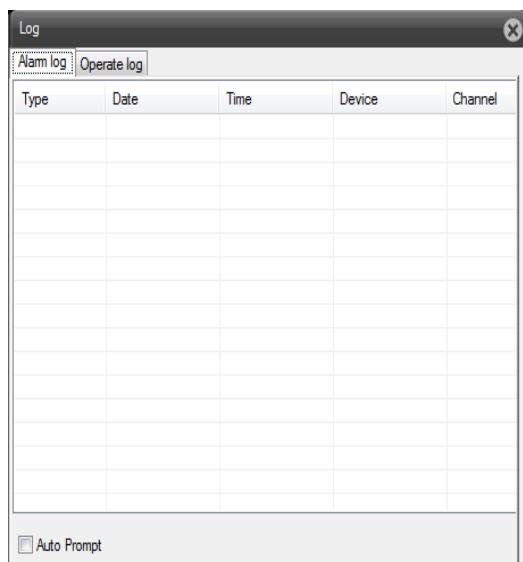 Log
Alarm log Operate log
Type Date Time Device Channel
Auto Prompt